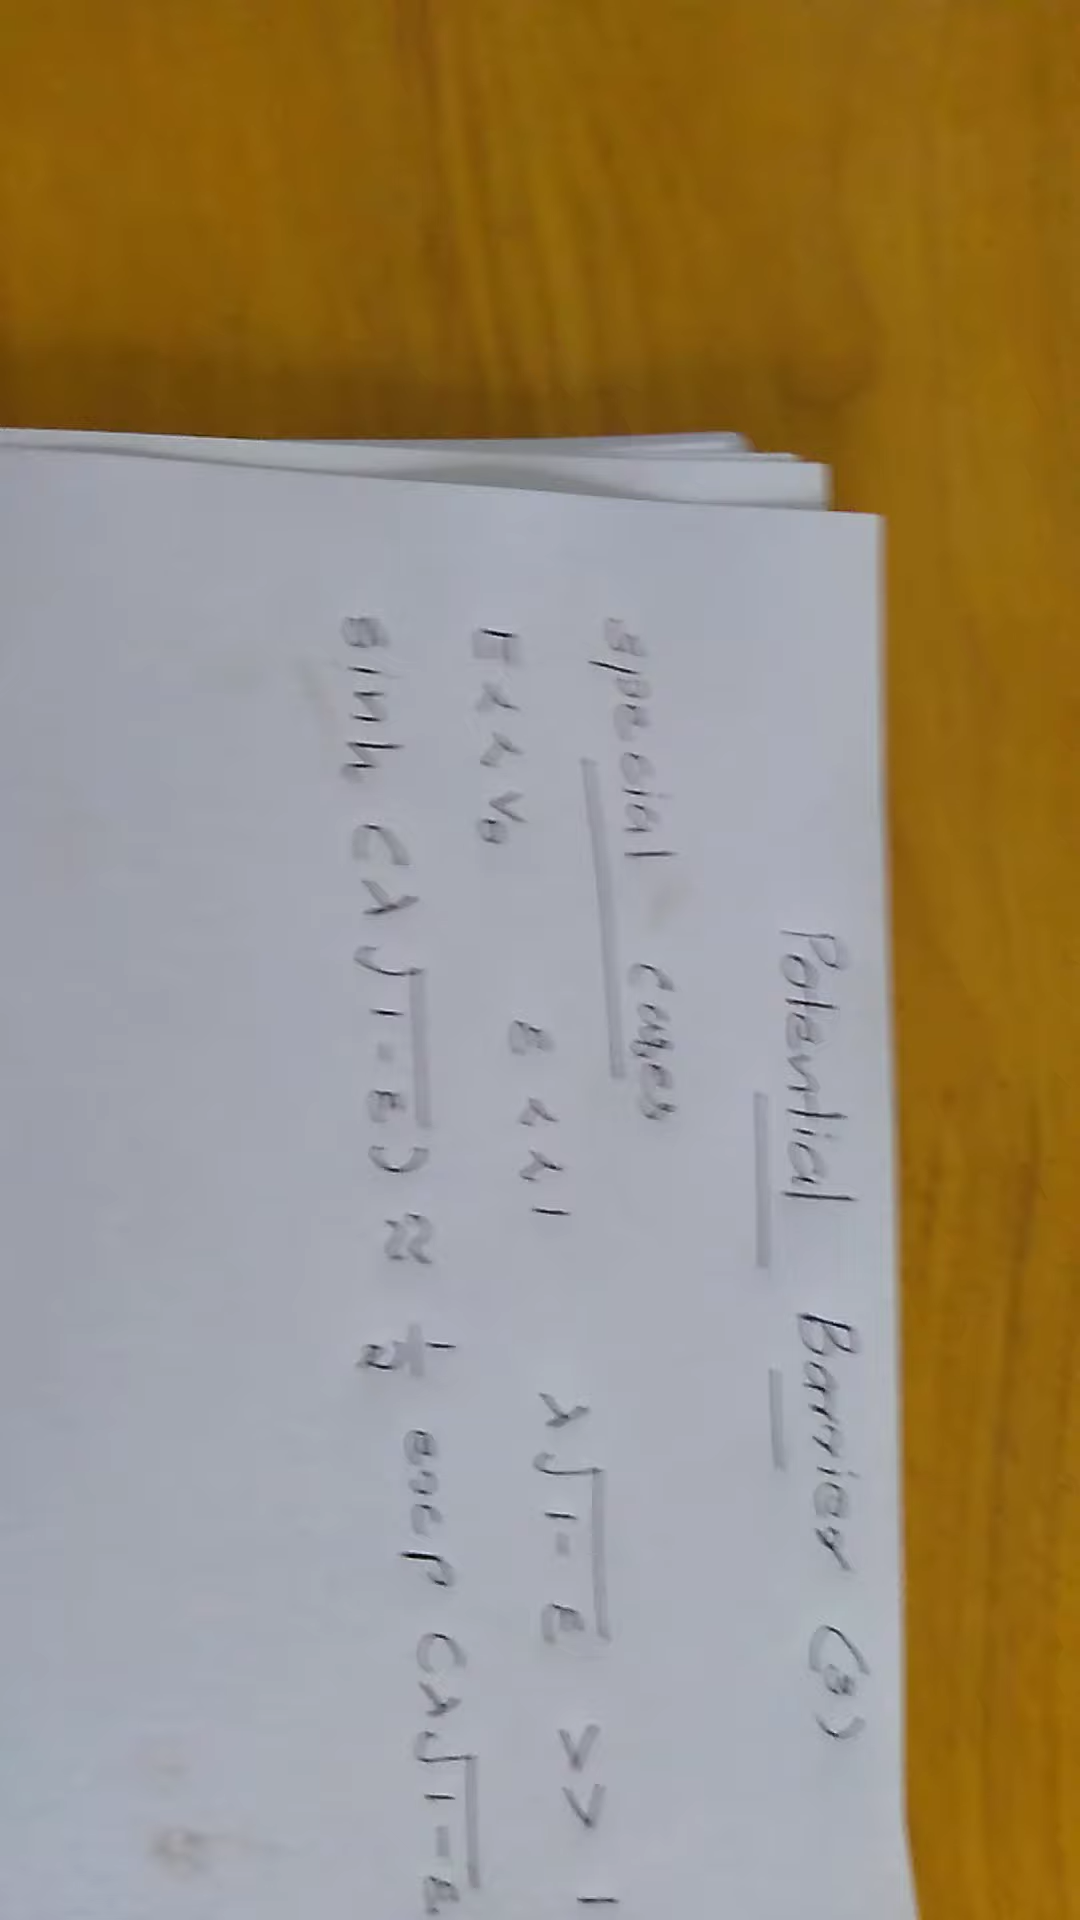 Potential Barrier (3)
special cases
E << V₀ ε << 1 λ√1-ε >> 1
sinh (λ√1-ε) ≈ 1/2 exp (λ√1-ε